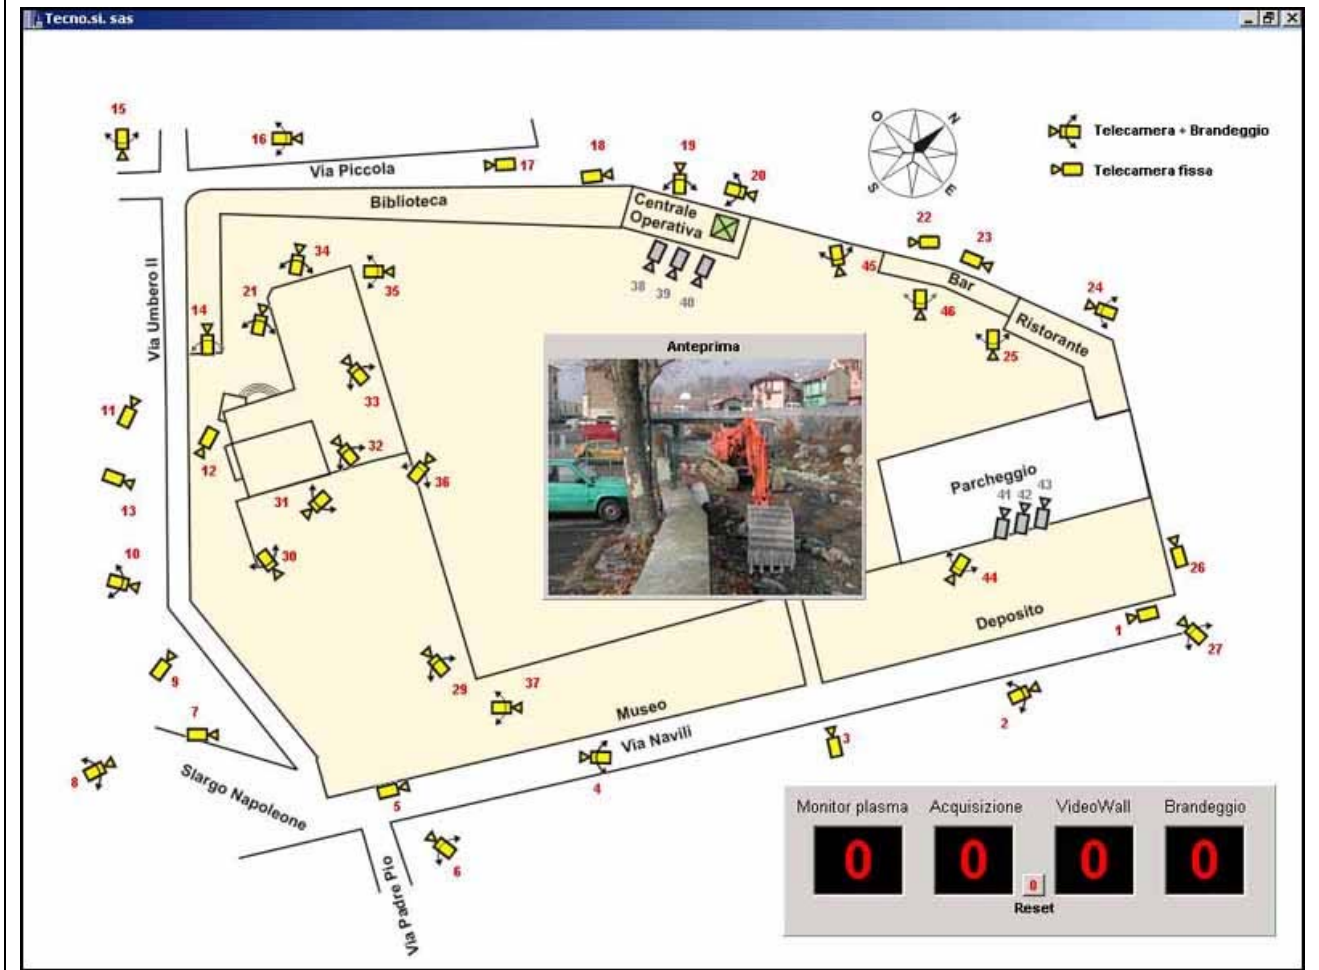 Tecno.si. sas
15
16
17
18
19
20
Via Piccola
Biblioteca
Centrale
Operativa
O
N
S
E
Telecamera + Brandeggio
Telecamera fissa
22
23
24
34
35
21
14
38
39
40
45
46
25
Bar
Ristorante
Via Umbero II
Anteprima
33
11
12
32
36
31
13
10
30
Parcheggio
41
42
43
44
26
Deposito
1
27
9
29
37
7
8
Museo
Via Navili
2
3
4
5
6
Slargo Napoleone
Via Padre Pio
Monitor plasma
Acquisizione
VideoWall
Brandeggio
0
0
0
0
0
Reset